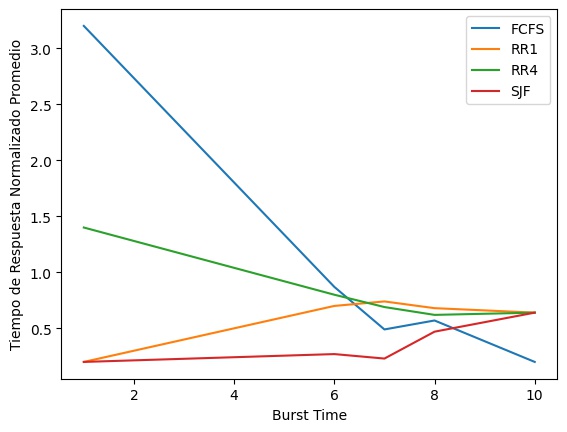 FCFS
RR1
RR4
SJF
3.0
2.5
2.0
1.5
1.0
0.5
Tiempo de Respuesta Normalizado Promedio
2 4 6 8 10
Burst Time